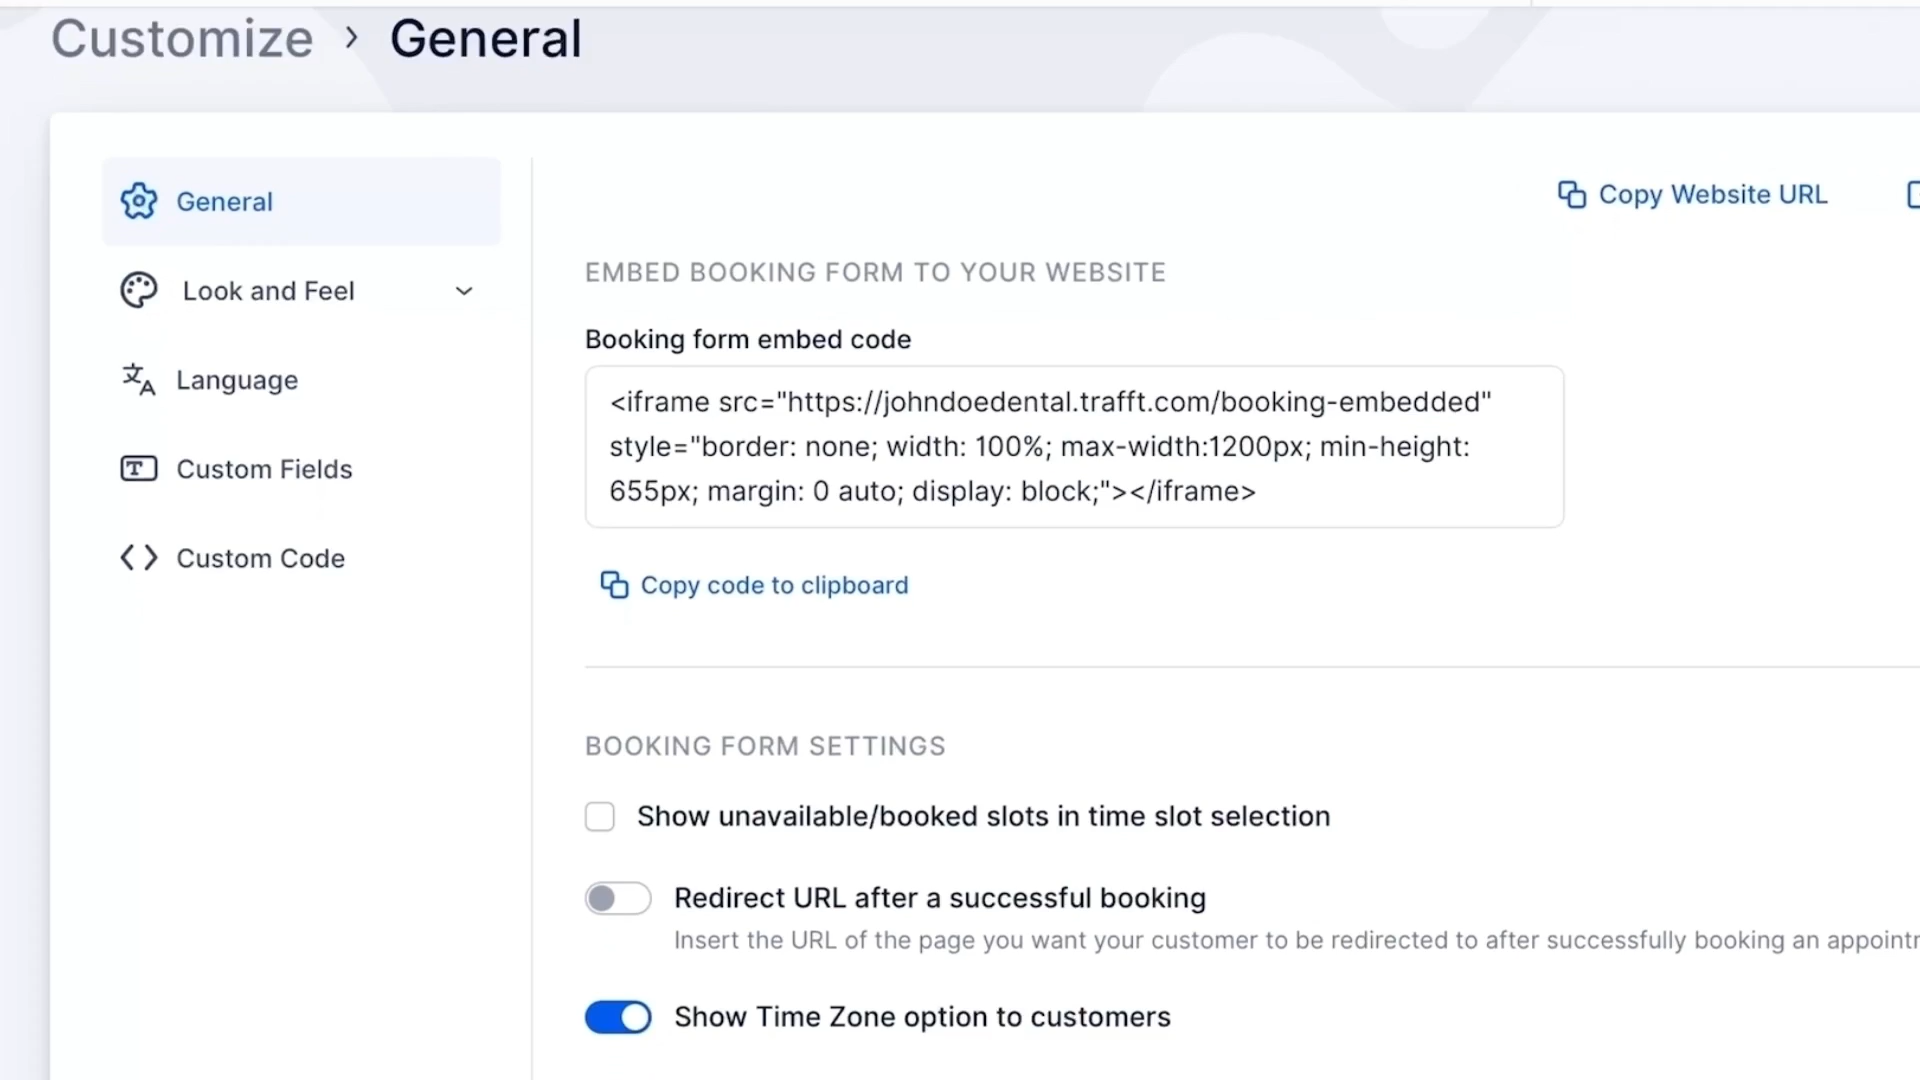 Customize > General
General
Look and Feel
Language
Custom Fields
Custom Code
Copy Website URL
EMBED BOOKING FORM TO YOUR WEBSITE
Booking form embed code
<iframe src="https://johndoedental.trafft.com/booking-embedded"
style="border: none; width: 100%; max-width:1200px; min-height:
655px; margin: 0 auto; display: block;"></iframe>
Copy code to clipboard
BOOKING FORM SETTINGS
Show unavailable/booked slots in time slot selection
Redirect URL after a successful booking
Insert the URL of the page you want your customer to be redirected to after successfully booking an
Show Time Zone option to customers